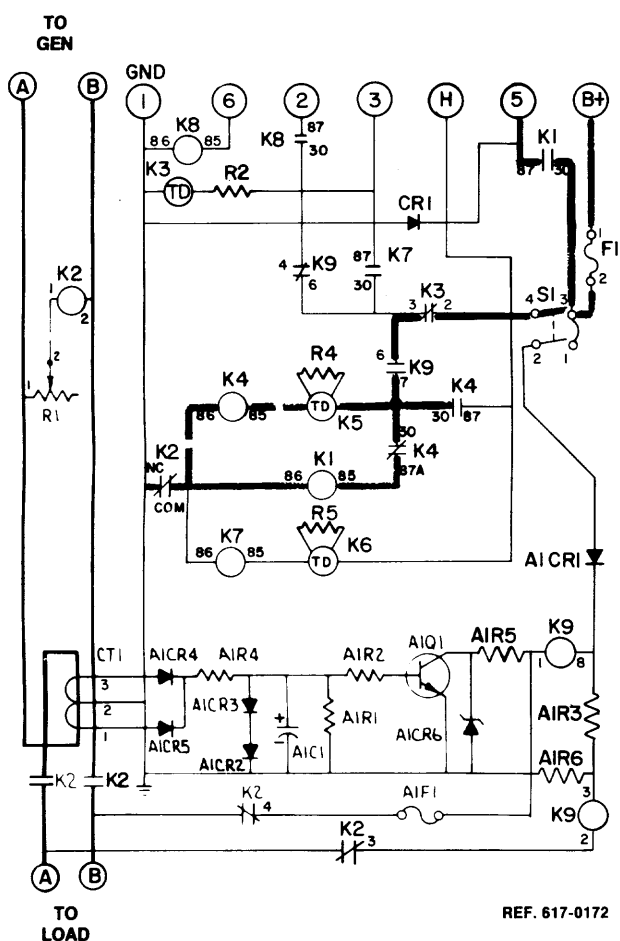 TO
GEN
A
B
GND
1
6
2
3
H
5
B+
K8
86
85
87
K8
30
K1
87
30
K3
TD
R2
CR1
1
F1
2
4
K9
6
87
K7
30
K3
3
2
4
S1
3
2
1
K2
1
2
2
1
R1
6
K9
7
R4
K4
86
85
TD
K5
K4
30
87
30
K4
87A
K2
NC
COM
K1
86
85
R5
K7
86
85
TD
K6
A1CR1
CT1
3
2
1
A1CR4
A1R4
A1CR3
A1CR5
A1CR2
+
-
A1C1
A1R1
A1R2
A1Q1
A1CR6
A1R5
K9
1
8
A1R3
A1R6
3
K9
2
K2
K2
K2
4
A1F1
K2
3
A
B
TO
LOAD
REF. 617-0172